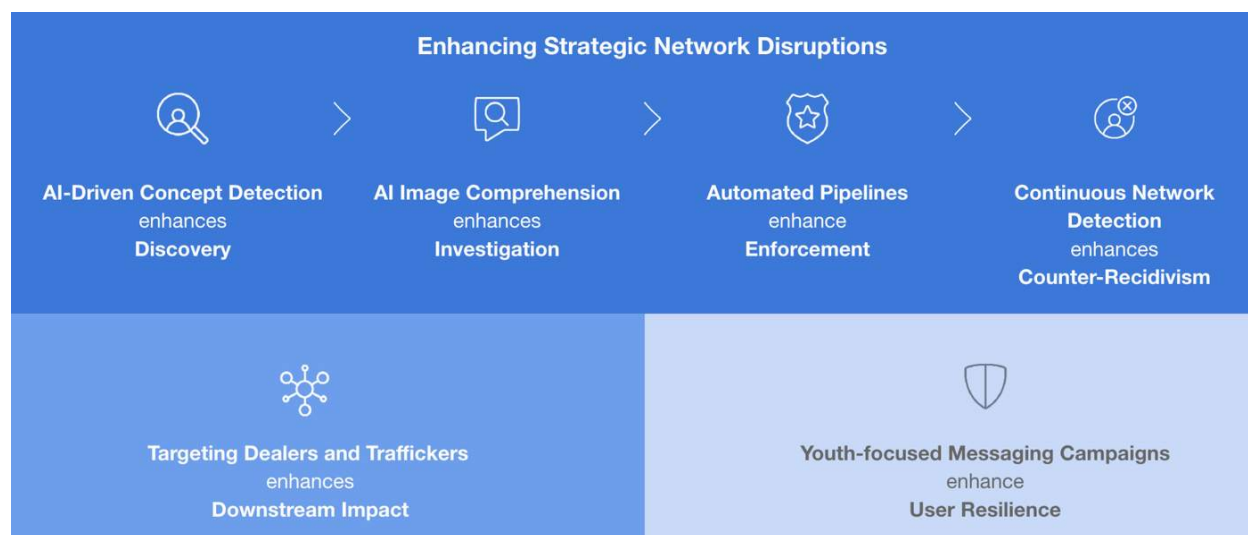 Enhancing Strategic Network Disruptions
AI-Driven Concept Detection
enhances
Discovery
AI Image Comprehension
enhances
Investigation
Automated Pipelines
enhance
Enforcement
Continuous Network
Detection
enhances
Counter-Recidivism
Targeting Dealers and Traffickers
enhances
Downstream Impact
Youth-focused Messaging Campaigns
enhance
User Resilience